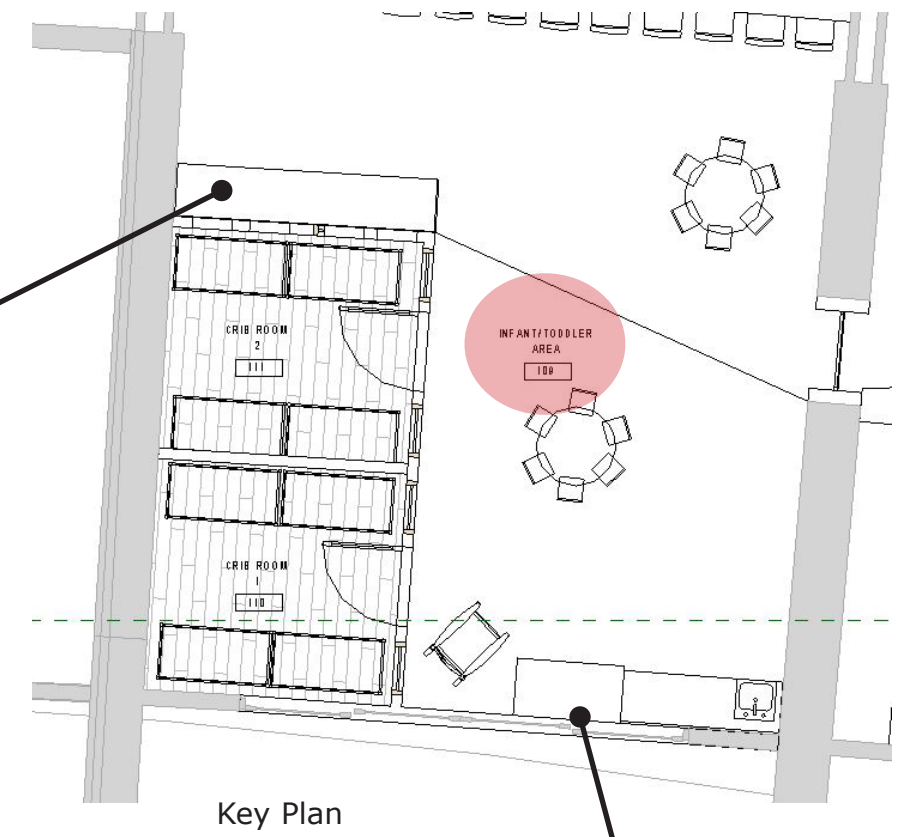 CRIB ROOM
2
111
INFANT/TODDLER
AREA
109
CRIB ROOM
1
110
Key Plan